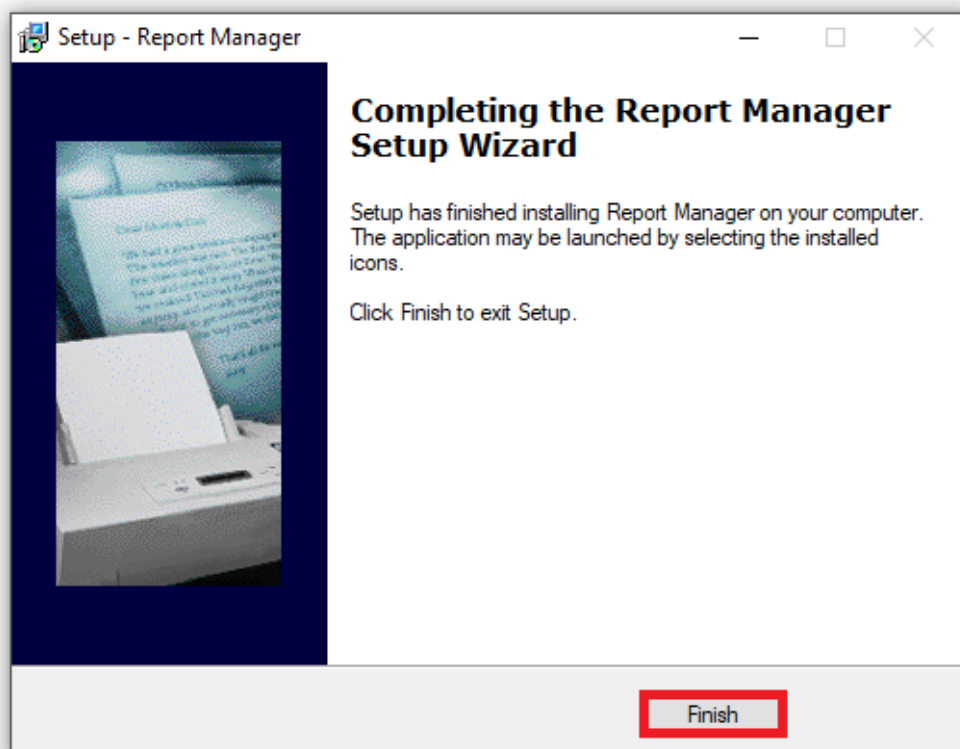 Setup - Report Manager
Completing the Report Manager
Setup Wizard
Setup has finished installing Report Manager on your computer.
The application may be launched by selecting the installed
icons.
Click Finish to exit Setup.
Finish